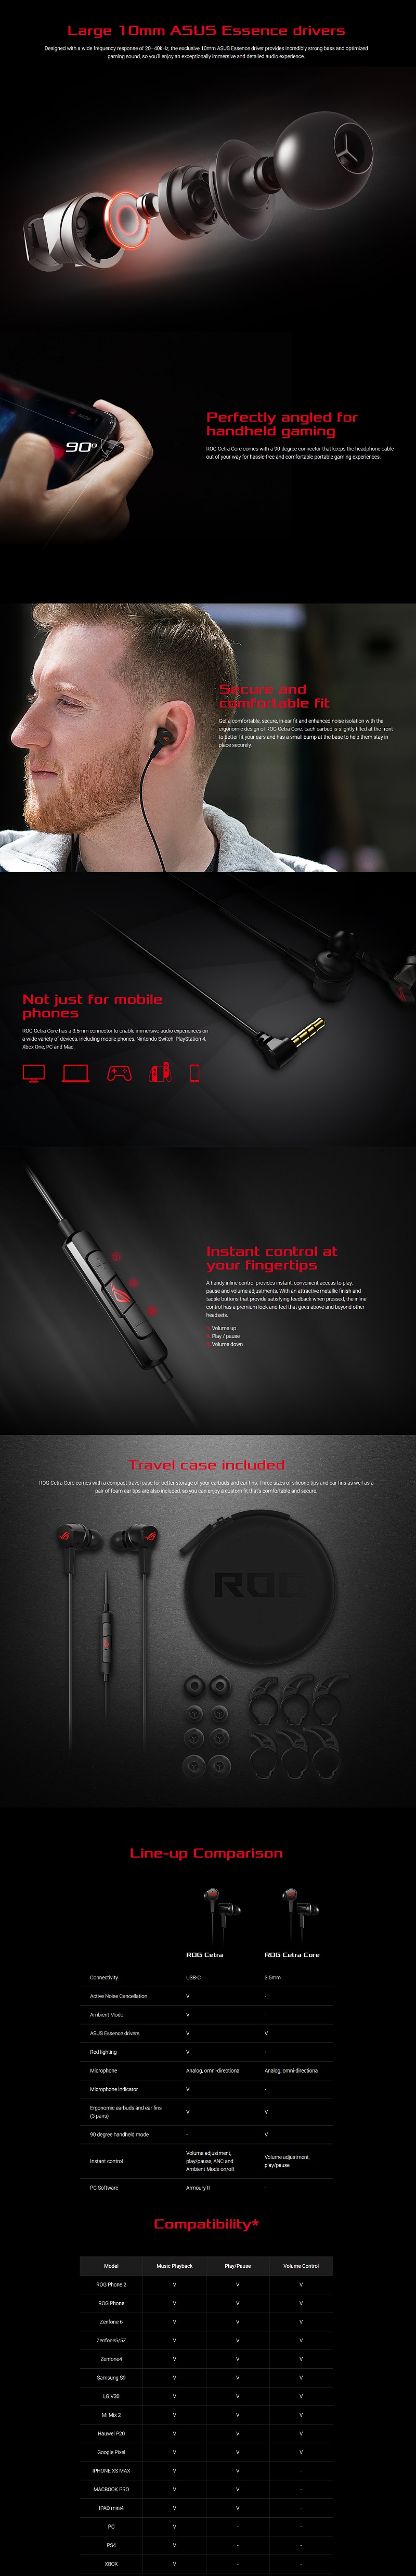 Large 10mm ASUS Essence drivers
Designed with a wide frequency response of 20~40kHz, the exclusive 10mm ASUS Essence driver provides incredibly strong bass and optimized
gaming sound, so you'll enjoy an exceptionally immersive and detailed audio experience.
90°
Perfectly angled for
handheld gaming
ROG Cetra Core comes with a 90-degree connector that keeps the headphone cable
out of your way for hassle-free and comfortable portable gaming experiences.
Secure and
comfortable fit
Get a comfortable, secure, in-ear fit and enhanced noise isolation with the
ergonomic design of ROG Cetra Core. Each earbud is slightly tilted at the front
to better fit your ears and has a small bump at the base to help them stay in
place securely.
Not just for mobile
phones
ROG Cetra Core has a 3.5mm connector to enable immersive audio experiences on
a wide variety of devices, including mobile phones, Nintendo Switch, PlayStation 4,
Xbox One, PC and Mac.
Instant control at
your fingertips
A handy inline control provides instant, convenient access to play,
pause and volume adjustments. With an attractive metallic finish and
tactile buttons that provide satisfying feedback when pressed, the inline
control has a premium look and feel that goes above and beyond other
headsets.
Volume up
Play / pause
Volume down
Travel case included
ROG Cetra Core comes with a compact travel case for better storage of your earbuds and ear fins. Three sizes of silicone tips and ear fins as well as a
pair of foam ear tips are also included, so you can enjoy a custom fit that's comfortable and secure.
ROG
Line-up Comparison
ROG Cetra ROG Cetra Core
Connectivity USB-C 3.5mm
Active Noise Cancellation V -
Ambient Mode V -
ASUS Essence drivers V V
Red lighting V -
Microphone Analog, omni-directiona Analog, omni-directiona
Microphone indicator V -
Ergonomic earbuds and ear fins
(3 pairs) V V
90 degree handheld mode - V
Instant control Volume adjustment,
play/pause, ANC and
Ambient Mode on/off Volume adjustment,
play/pause
PC Software Armoury II -
Compatibility*
Model Music Playback Play/Pause Volume Control
ROG Phone 2 V V V
ROG Phone V V V
Zenfone 6 V V V
Zenfone5/5Z V V V
Zenfone4 V V V
Samsung S9 V V V
LG V30 V V V
Mi Mix 2 V V V
Hauwei P20 V V V
Google Pixel V V V
IPHONE XS MAX V V -
MACBOOK PRO V V -
IPAD mini4 V V -
PC V - -
PS4 V - -
XBOX V - -